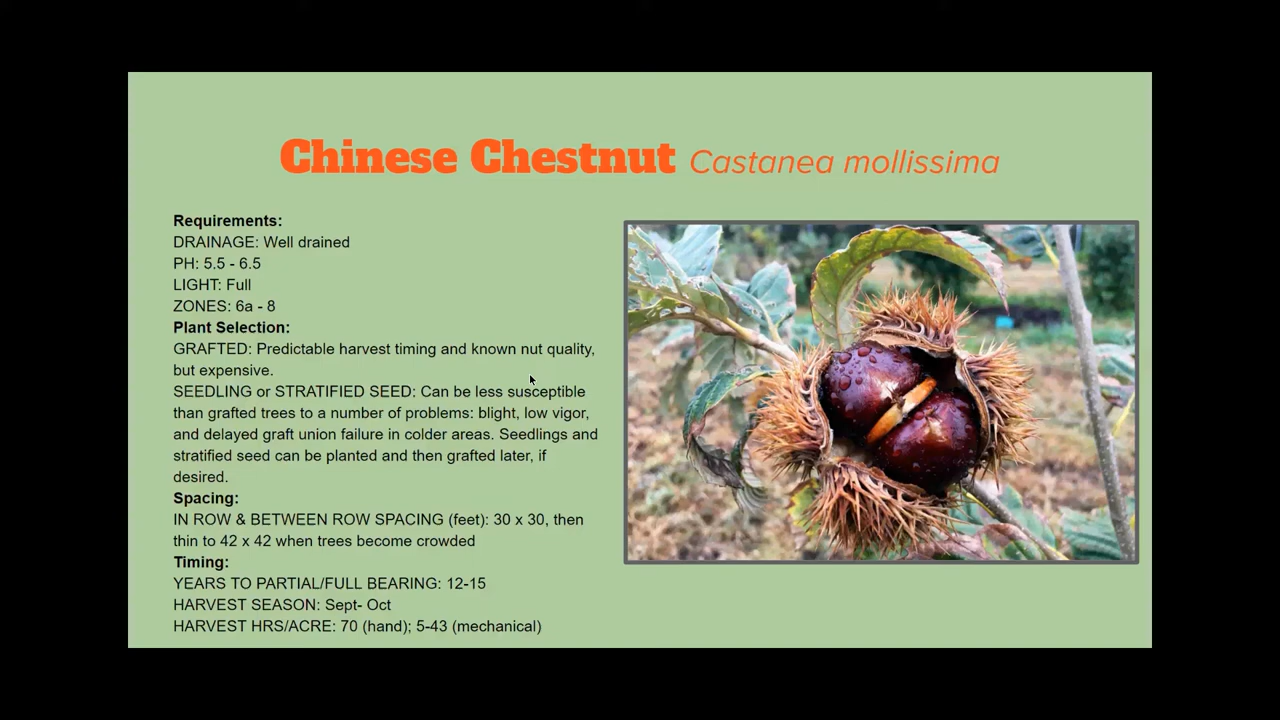 Chinese Chestnut Castanea mollissima
Requirements:
DRAINAGE: Well drained
PH: 5.5 - 6.5
LIGHT: Full
ZONES: 6a - 8
Plant Selection:
GRAFTED: Predictable harvest timing and known nut quality,
but expensive.
SEEDLING or STRATIFIED SEED: Can be less susceptible
than grafted trees to a number of problems: blight, low vigor,
and delayed graft union failure in colder areas. Seedlings and
stratified seed can be planted and then grafted later, if
desired.
Spacing:
IN ROW & BETWEEN ROW SPACING (feet): 30 x 30, then
thin to 42 x 42 when trees become crowded
Timing:
YEARS TO PARTIAL/FULL BEARING: 12-15
HARVEST SEASON: Sept- Oct
HARVEST HRS/ACRE: 70 (hand); 5-43 (mechanical)